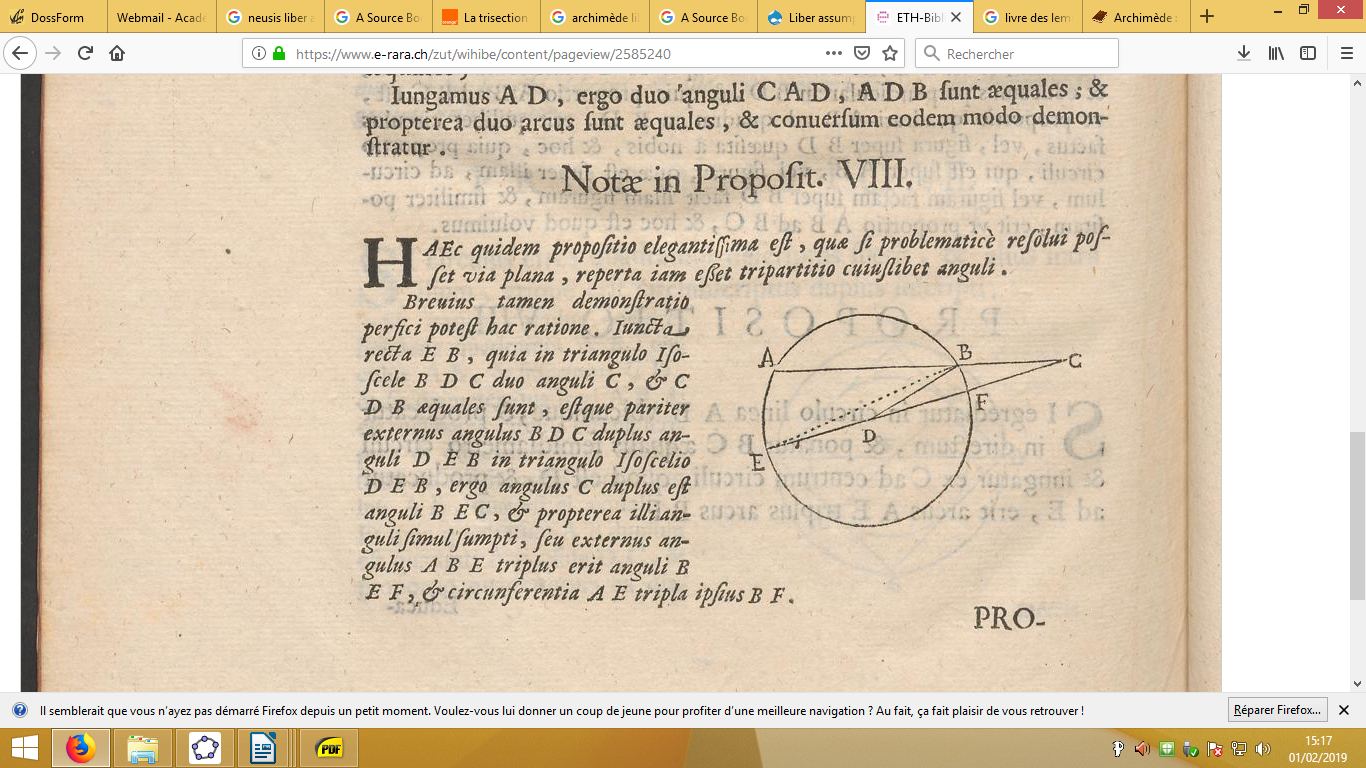 DossForm
Webmail - Acadé
neusis liber a
A Source Boo
La trisection
archimède li
A Source Boo
Liber assump
ETH-Bibl
livre des lem
Archimède :
https://www.e-rara.ch/zut/wihibe/content/pageview/2585240
Rechercher
Iungamus A D, ergo duo anguli C A D, A D B ſunt æquales; &
propterea duo arcus ſunt æquales, & conuerſum eodem modo demon-
ſtratur.
Notæ in Propoſit. VIII.
HAEc quidem propoſitio elegantiſſima eſt, quæ ſi problematicè reſolui poſ-
ſet via plana, reperta iam eßet tripartitio cuiuſlibet anguli.
Breuius tamen demonſtratio
perfici poteſt hac ratione. Iuncta
recta E B, quia in triangulo Iſo-
ſcele B D C duo anguli C, & C
D B æquales ſunt, eſtque pariter
externus angulus B D C duplus an-
guli D E B in triangulo Iſoſcelio
D E B, ergo angulus C duplus eſt
anguli B E C, & propterea illi an-
guli ſimul ſumpti, ſeu externus an-
gulus A B E triplus erit anguli B
E F, & circunferentia A E tripla ipſius B F.
A
B
C
F
D
E
PRO-
Il semblerait que vous n'ayez pas démarré Firefox depuis un petit moment. Voulez-vous lui donner un coup de jeune pour profiter d'une meilleure navigation ? Au fait, ça fait plaisir de vous retrouver !
Réparer Firefox...
PDF
15:17
01/02/2019